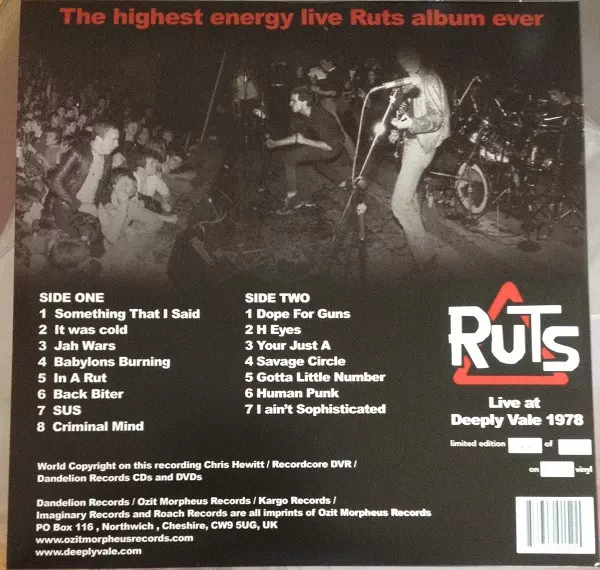 The highest energy live Ruts album ever
SIDE ONE
1 Something That I Said
2 It was cold
3 Jah Wars
4 Babylons Burning
5 In A Rut
6 Back Biter
7 SUS
8 Criminal Mind
SIDE TWO
1 Dope For Guns
2 H Eyes
3 Your Just A
4 Savage Circle
5 Gotta Little Number
6 Human Punk
7 I ain't Sophisticated
RUTS
Live at
Deeply Vale 1978
limited edition of
on vinyl
World Copyright on this recording Chris Hewitt / Recordcore DVR /
Dandelion Records CDs and DVDs
Dandelion Records / Ozit Morpheus Records / Kargo Records /
Imaginary Records and Roach Records are all imprints of Ozit Morpheus Records
PO Box 116 , Northwich , Cheshire, CW9 5UG, UK
www.ozitmorpheusrecords.com
www.deeplyvale.com